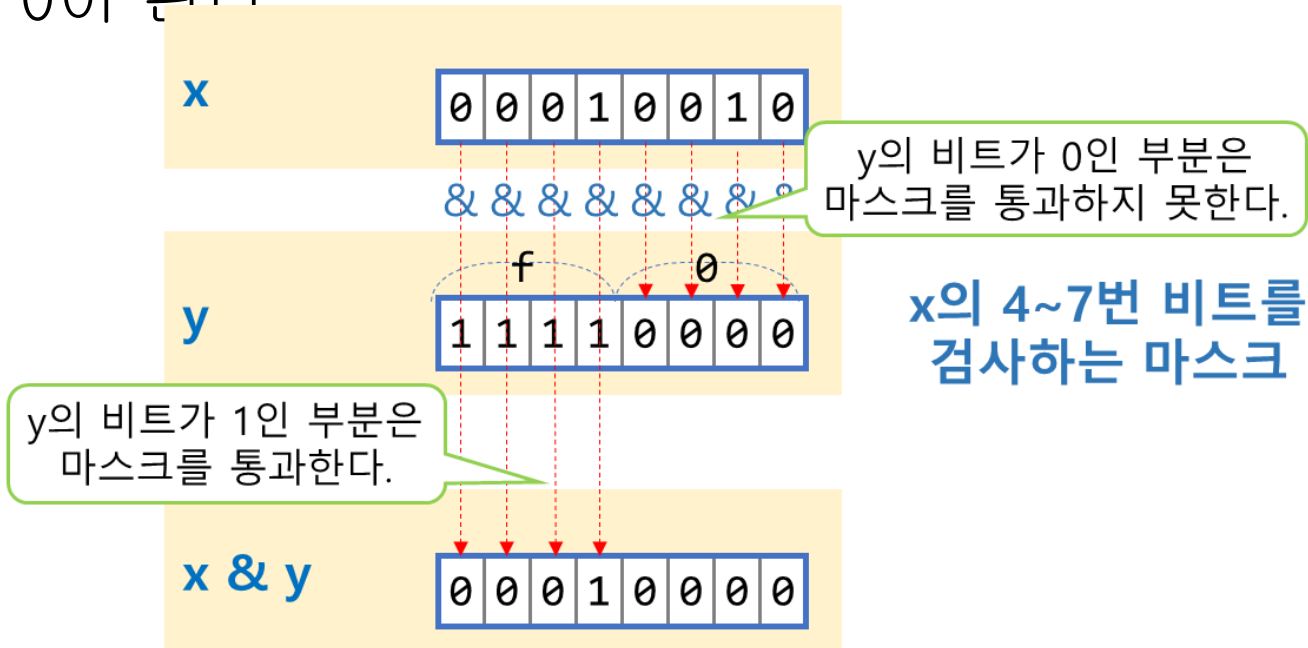 x
0 0 0 1 0 0 1 0
y의 비트가 0인 부분은
마스크를 통과하지 못한다.
& & & & & & &
f 0
y
1 1 1 1 0 0 0 0
x의 4~7번 비트를
검사하는 마스크
y의 비트가 1인 부분은
마스크를 통과한다.
x & y
0 0 0 1 0 0 0 0